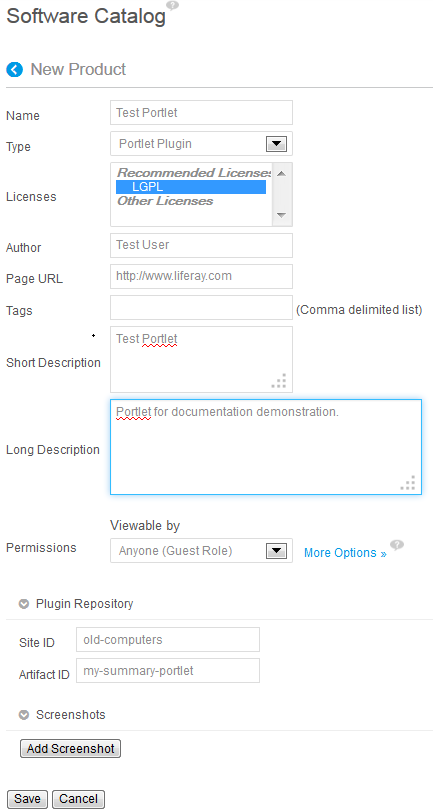 Software Catalog ?
New Product
Name Test Portlet
Type Portlet Plugin
Recommended Licenses
Licenses LGPL
Other Licenses
Author Test User
Page URL http://www.liferay.com
Tags (Comma delimited list)
Short Description Test Portlet
Long Description Portlet for documentation demonstration.
Viewable by
Permissions Anyone (Guest Role) More Options » ?
Plugin Repository
Site ID old-computers
Artifact ID my-summary-portlet
Screenshots
Add Screenshot
Save Cancel